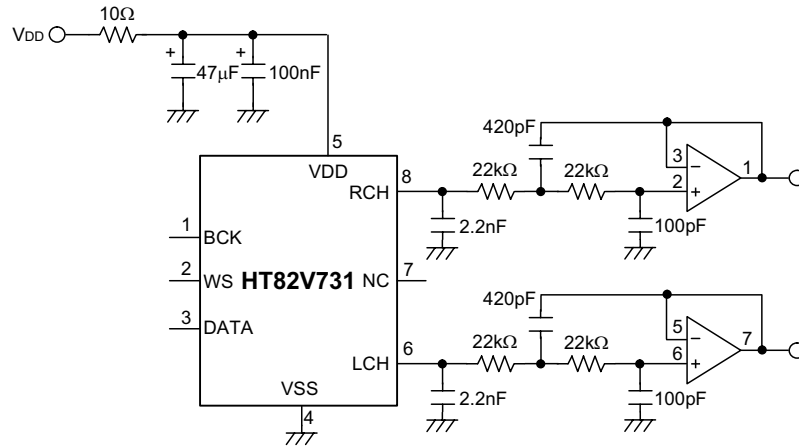 10Ω
VDD
+ 47µF
+ 100nF
5
VDD
420pF
22kΩ 22kΩ
3 −
2 +
1
8
RCH
2.2nF
100pF
1
BCK
2
WS
HT82V731
NC
7
3
DATA
420pF
22kΩ 22kΩ
5 −
6 +
7
6
LCH
2.2nF
100pF
VSS
4